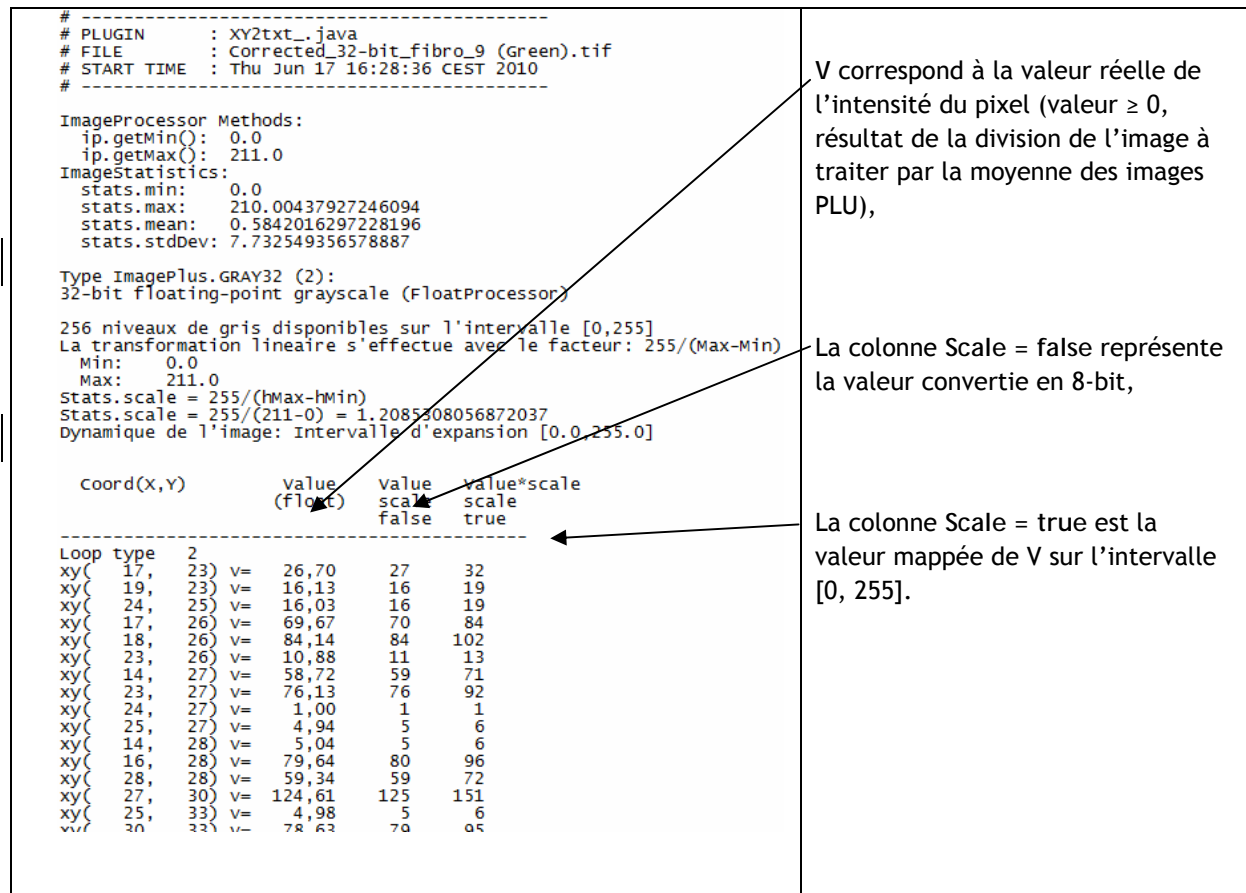 # -----------------------------------------------
# PLUGIN : XY2txt_.java
# FILE : Corrected_32-bit_fibro_9 (Green).tif
# START TIME : Thu Jun 17 16:28:36 CEST 2010
# -----------------------------------------------
ImageProcessor Methods:
ip.getMin(): 0.0
ip.getMax(): 211.0
ImageStatistics:
stats.min: 0.0
stats.max: 210.00437927246094
stats.mean: 0.5842016297228196
stats.stdDev: 7.732549356578887
Type ImagePlus.GRAY32 (2):
32-bit floating-point grayscale (FloatProcessor)
256 niveaux de gris disponibles sur l'intervalle [0,255]
La transformation lineaire s'effectue avec le facteur: 255/(Max-Min)
Min: 0.0
Max: 211.0
Stats.scale = 255/(hMax-hMin)
Stats.scale = 255/(211-0) = 1.2085308056872037
Dynamique de l'image: Intervalle d'expansion [0.0,255.0]
Coord(X,Y) Value Value Value*scale
(float) scale scale
false true
-----------------------------------------------
Loop type 2
xy( 17, 23) v= 26,70 27 32
xy( 19, 23) v= 16,13 16 19
xy( 24, 25) v= 16,03 16 19
xy( 17, 26) v= 69,67 70 84
xy( 18, 26) v= 84,14 84 102
xy( 23, 26) v= 10,88 11 13
xy( 14, 27) v= 58,72 59 71
xy( 23, 27) v= 76,13 76 92
xy( 24, 27) v= 1,00 1 1
xy( 25, 27) v= 4,94 5 6
xy( 14, 28) v= 5,04 5 6
xy( 16, 28) v= 79,64 80 96
xy( 28, 28) v= 59,34 59 72
xy( 27, 30) v= 124,61 125 151
xy( 25, 33) v= 4,98 5 6
xy( 30, 33) v= 78,63 79 95
V correspond à la valeur réelle de
l'intensité du pixel (valeur ≥ 0,
résultat de la division de l'image à
traiter par la moyenne des images
PLU),
La colonne Scale = false représente
la valeur convertie en 8-bit,
La colonne Scale = true est la
valeur mappée de V sur l'intervalle
[0, 255].